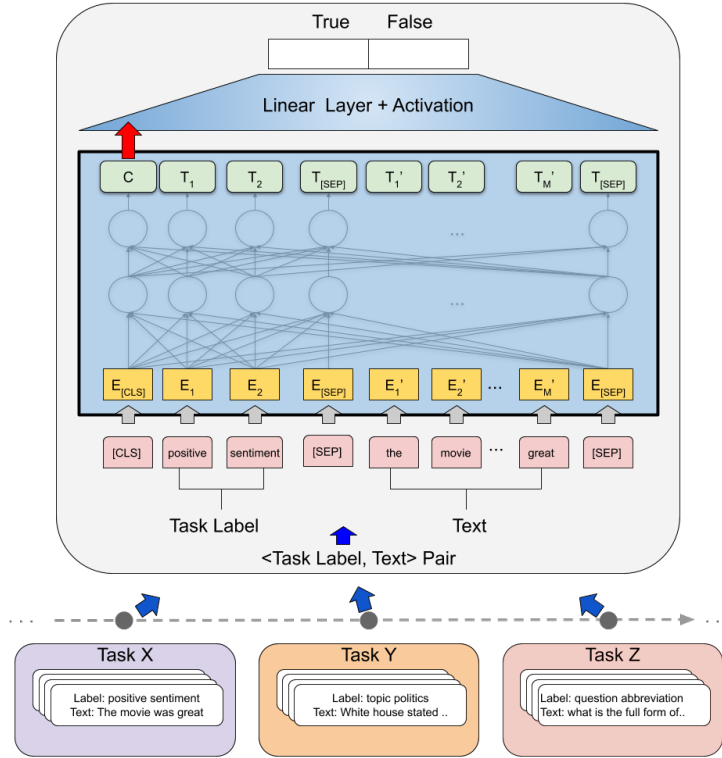 True False
Linear Layer + Activation
C T1 T2 T[SEP] T1' T2' TM' T[SEP]
...
...
E[CLS] E1 E2 E[SEP] E1' E2' ... EM' E[SEP]
[CLS] positive sentiment [SEP] the movie ... great [SEP]
Task Label Text
<Task Label, Text> Pair
... ...
Task X Task Y Task Z
Label: positive sentiment
Text: The movie was great
Label: topic politics
Text: White house stated ..
Label: question abbreviation
Text: what is the full form of..